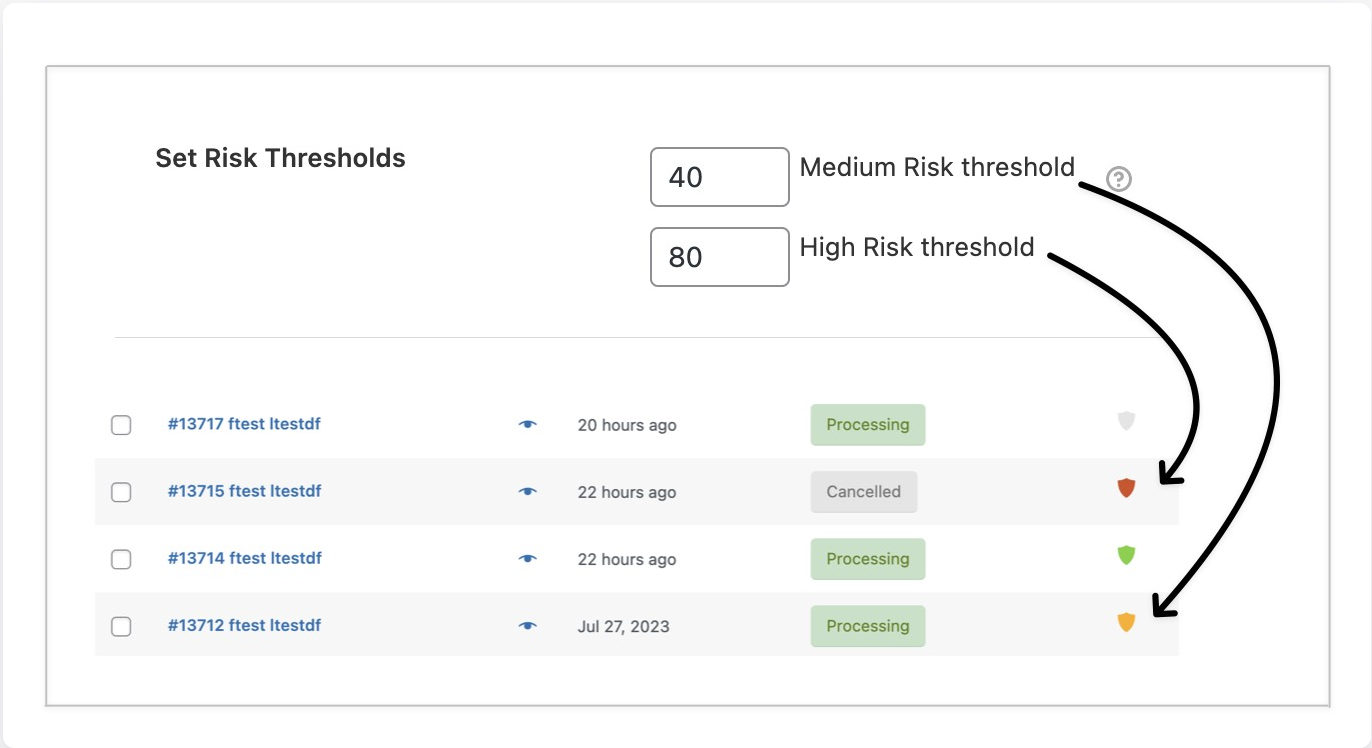 Set Risk Thresholds
40 Medium Risk threshold ?
80 High Risk threshold
#13717 ftest ltestdf 20 hours ago Processing
#13715 ftest ltestdf 22 hours ago Cancelled
#13714 ftest ltestdf 22 hours ago Processing
#13712 ftest ltestdf Jul 27, 2023 Processing